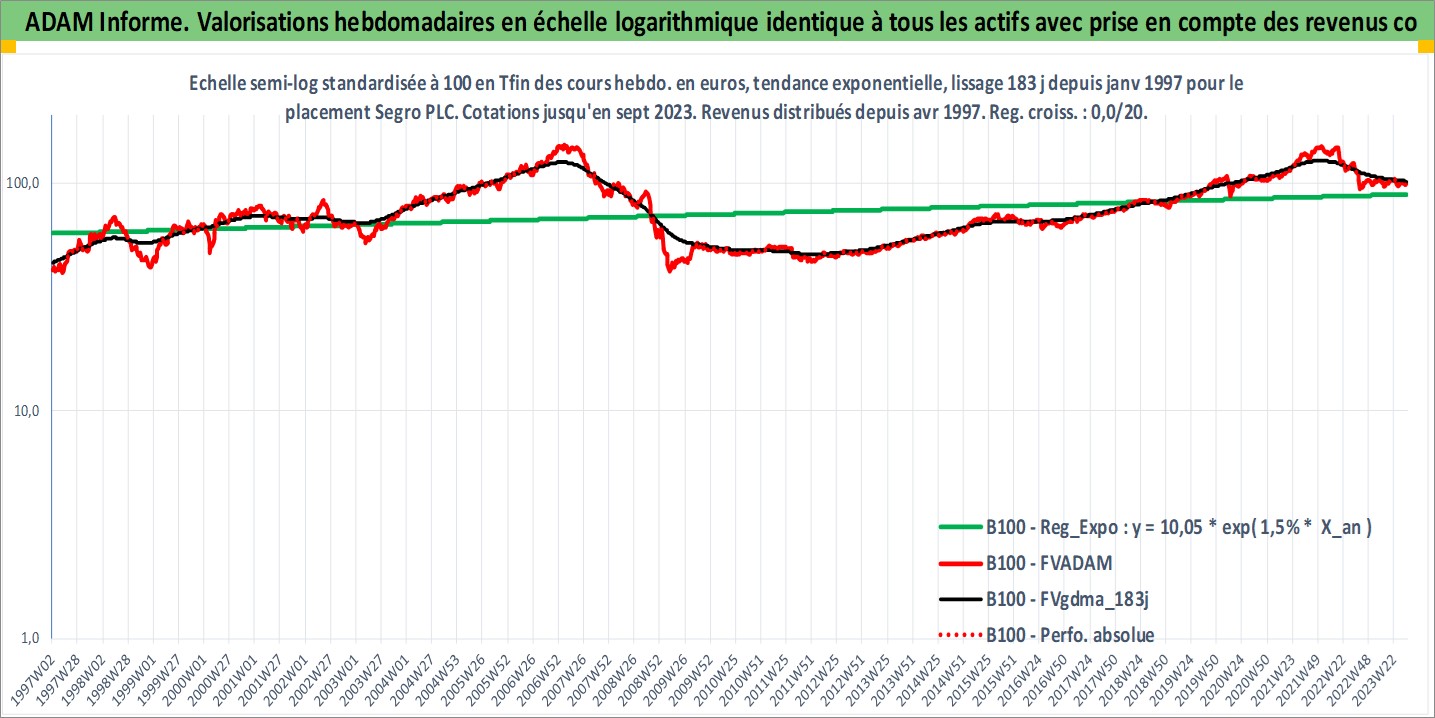 ADAM Informe. Valorisations hebdomadaires en échelle logarithmique identique à tous les actifs avec prise en compte des revenus co
Echelle semi-log standardisée à 100 en Tfin des cours hebdo. en euros, tendance exponentielle, lissage 183 j depuis janv 1997 pour le
placement Segro PLC. Cotations jusqu'en sept 2023. Revenus distribués depuis avr 1997. Reg. croiss. : 0,0/20.
100,0
10,0
1,0
B100 - Reg_Expo : y = 10,05 * exp( 1,5% * X_an )
B100 - FVADAM
B100 - FVgdma_183j
B100 - Perfo. absolue
1997W02
1997W28
1998W02
1998W28
1999W01
1999W27
2000W01
2000W27
2001W01
2001W27
2002W01
2002W27
2003W01
2003W27
2004W01
2004W27
2004W53
2005W26
2005W52
2006W26
2006W52
2007W26
2007W52
2008W26
2008W52
2009W26
2009W52
2010W25
2010W51
2011W25
2011W51
2012W25
2012W51
2013W25
2013W51
2014W25
2014W51
2015W25
2015W51
2016W24
2016W50
2017W24
2017W50
2018W24
2018W50
2019W24
2019W50
2020W24
2020W50
2021W23
2021W49
2022W22
2022W48
2023W22